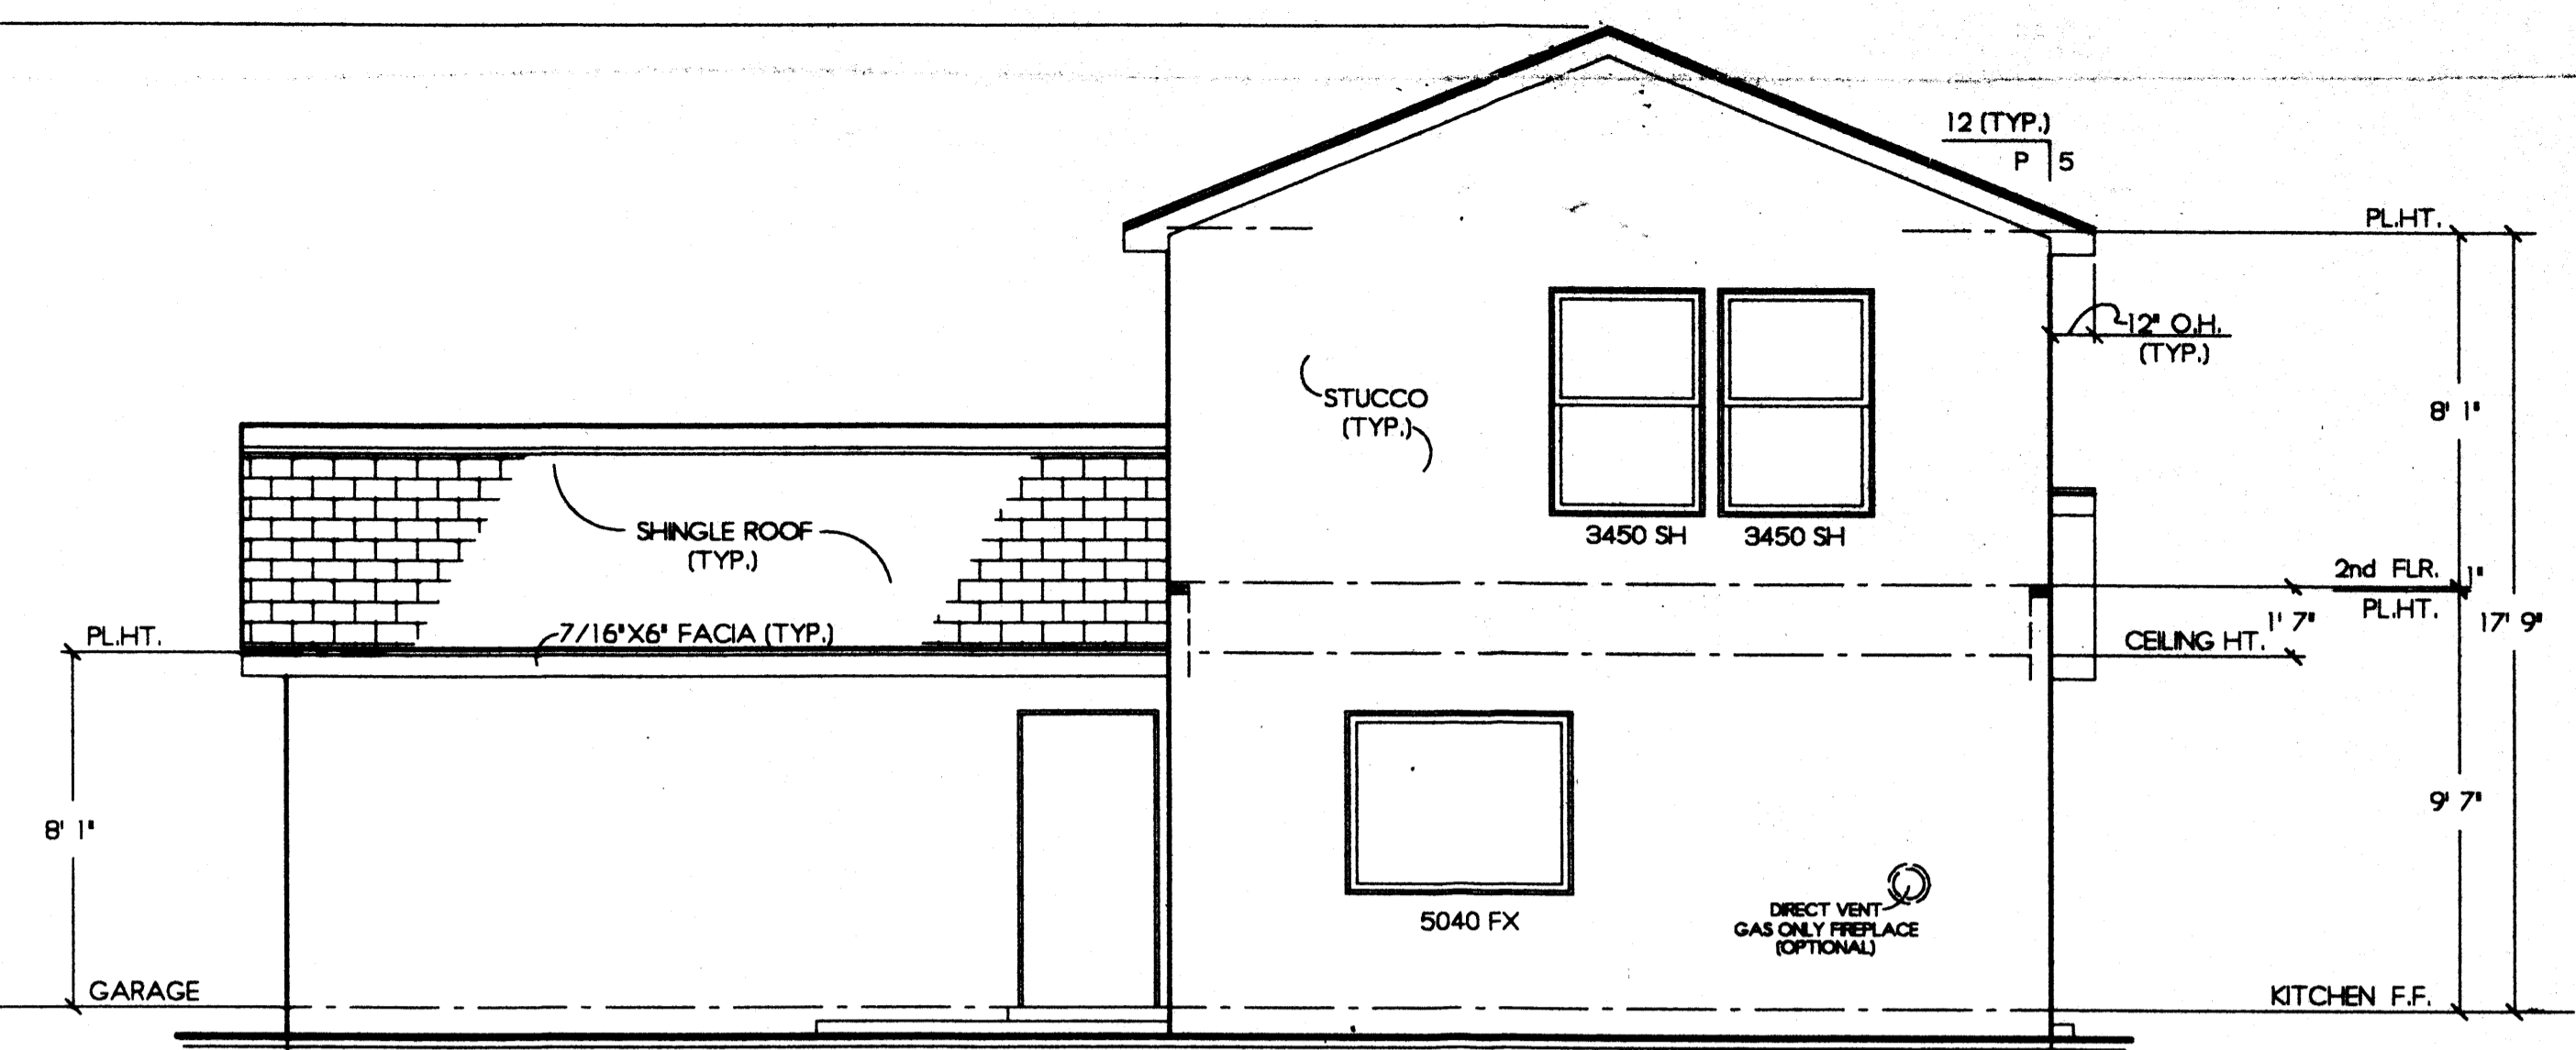 12 (TYP.)
P 5
PL.HT.
12" O.H.
(TYP.)
STUCCO
(TYP.)
8' 1"
3450 SH 3450 SH
SHINGLE ROOF
(TYP.)
2nd FLR. 1"
PL.HT.
1' 7" 17' 9"
7/16"X6" FACIA (TYP.)
PL.HT.
CEILING HT.
8' 1"
9' 7"
5040 FX
DIRECT VENT
GAS ONLY FIREPLACE
(OPTIONAL)
GARAGE
KITCHEN F.F.